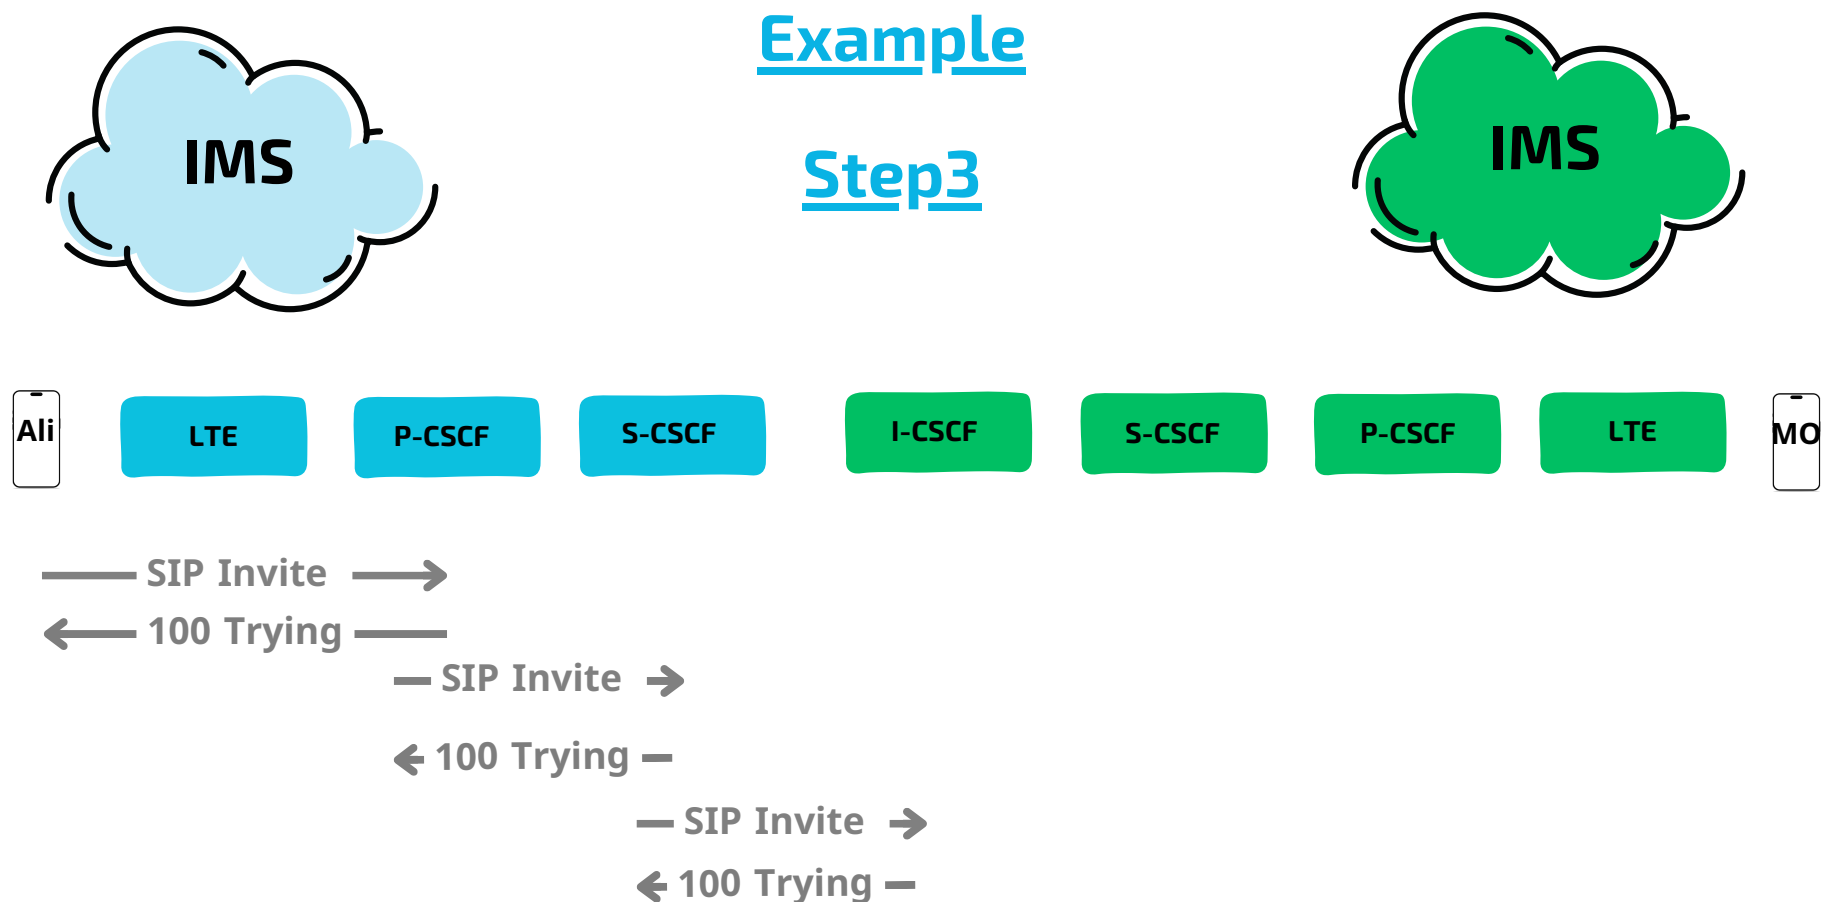 Example
IMS
IMS
Step3
Ali
LTE
P-CSCF
S-CSCF
I-CSCF
S-CSCF
P-CSCF
LTE
MO
SIP Invite
100 Trying
SIP Invite
100 Trying
SIP Invite
100 Trying